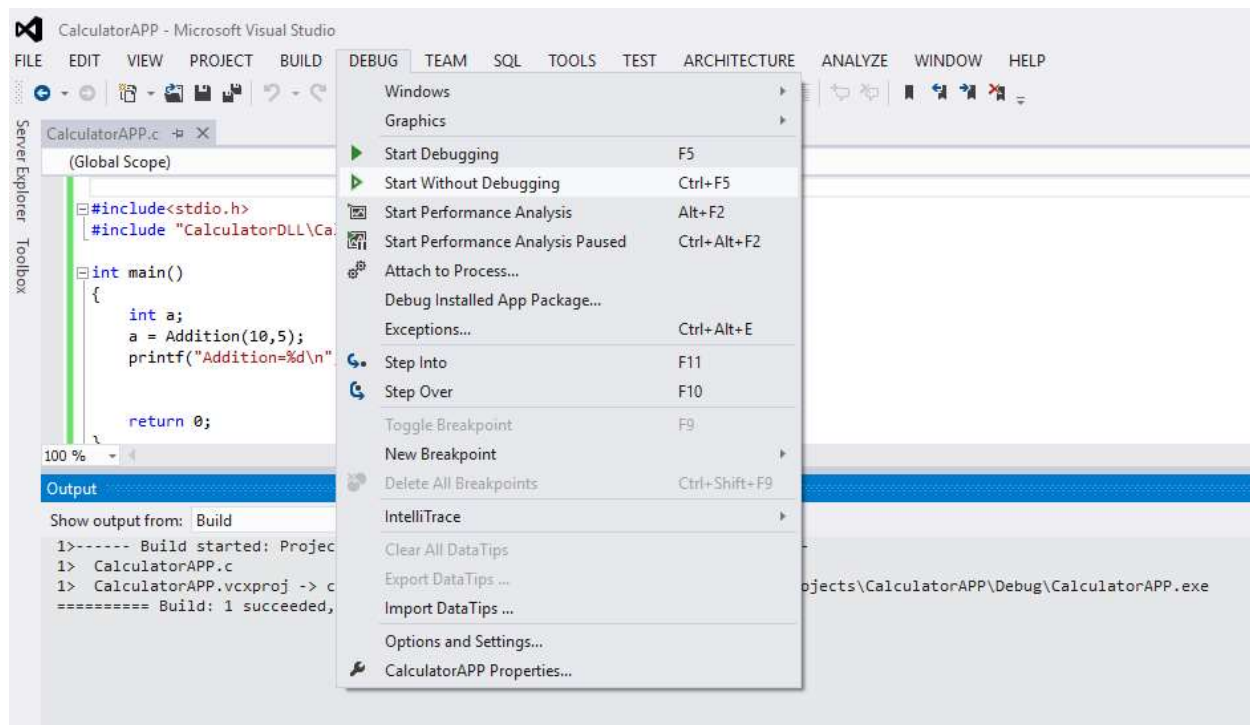 CalculatorAPP - Microsoft Visual Studio
FILE EDIT VIEW PROJECT BUILD DEBUG TEAM SQL TOOLS TEST ARCHITECTURE ANALYZE WINDOW HELP
Server Explorer
Toolbox
CalculatorAPP.c
(Global Scope)
#include<stdio.h>
#include "CalculatorDLL\Ca
int main()
{
int a;
a = Addition(10,5);
printf("Addition=%d\n"
return 0;
}
100 %
Windows
Graphics
Start Debugging F5
Start Without Debugging Ctrl+F5
Start Performance Analysis Alt+F2
Start Performance Analysis Paused Ctrl+Alt+F2
Attach to Process...
Debug Installed App Package...
Exceptions... Ctrl+Alt+E
Step Into F11
Step Over F10
Toggle Breakpoint F9
New Breakpoint
Delete All Breakpoints Ctrl+Shift+F9
IntelliTrace
Clear All DataTips
Export DataTips ...
Import DataTips ...
Options and Settings...
CalculatorAPP Properties...
Output
Show output from: Build
1>------ Build started: Projec
1> CalculatorAPP.c
1> CalculatorAPP.vcxproj -> c ojects\CalculatorAPP\Debug\CalculatorAPP.exe
========== Build: 1 succeeded,